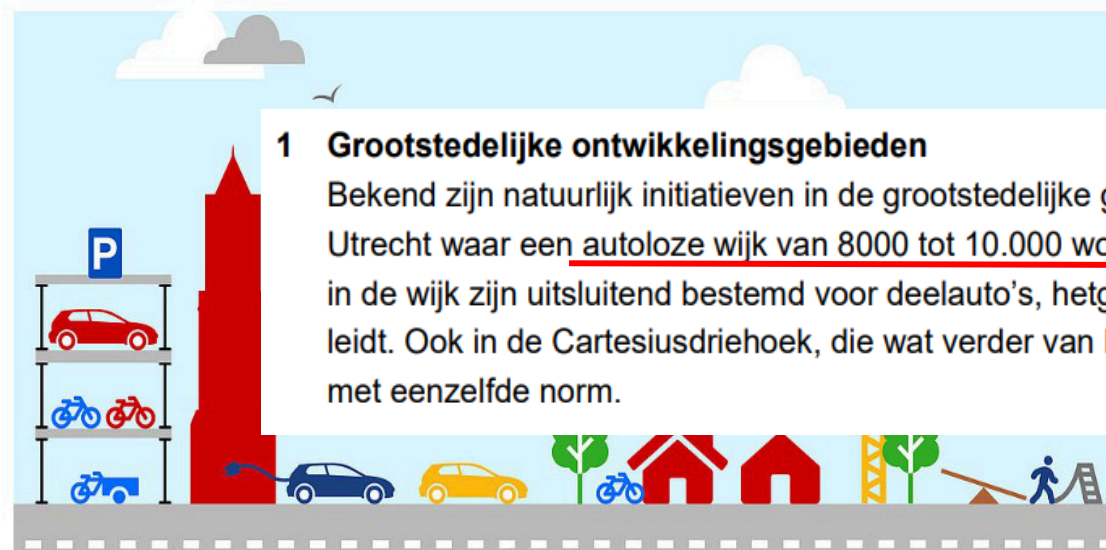 P
1 Grootstedelijke ontwikkelingsgebieden
Bekend zijn natuurlijk initiatieven in de grootstedelijke
Utrecht waar een autoloze wijk van 8000 tot 10.000
in de wijk zijn uitsluitend bestemd voor deelauto's,
leidt. Ook in de Cartesiusdriehoek, die wat verder van
met eenzelfde norm.